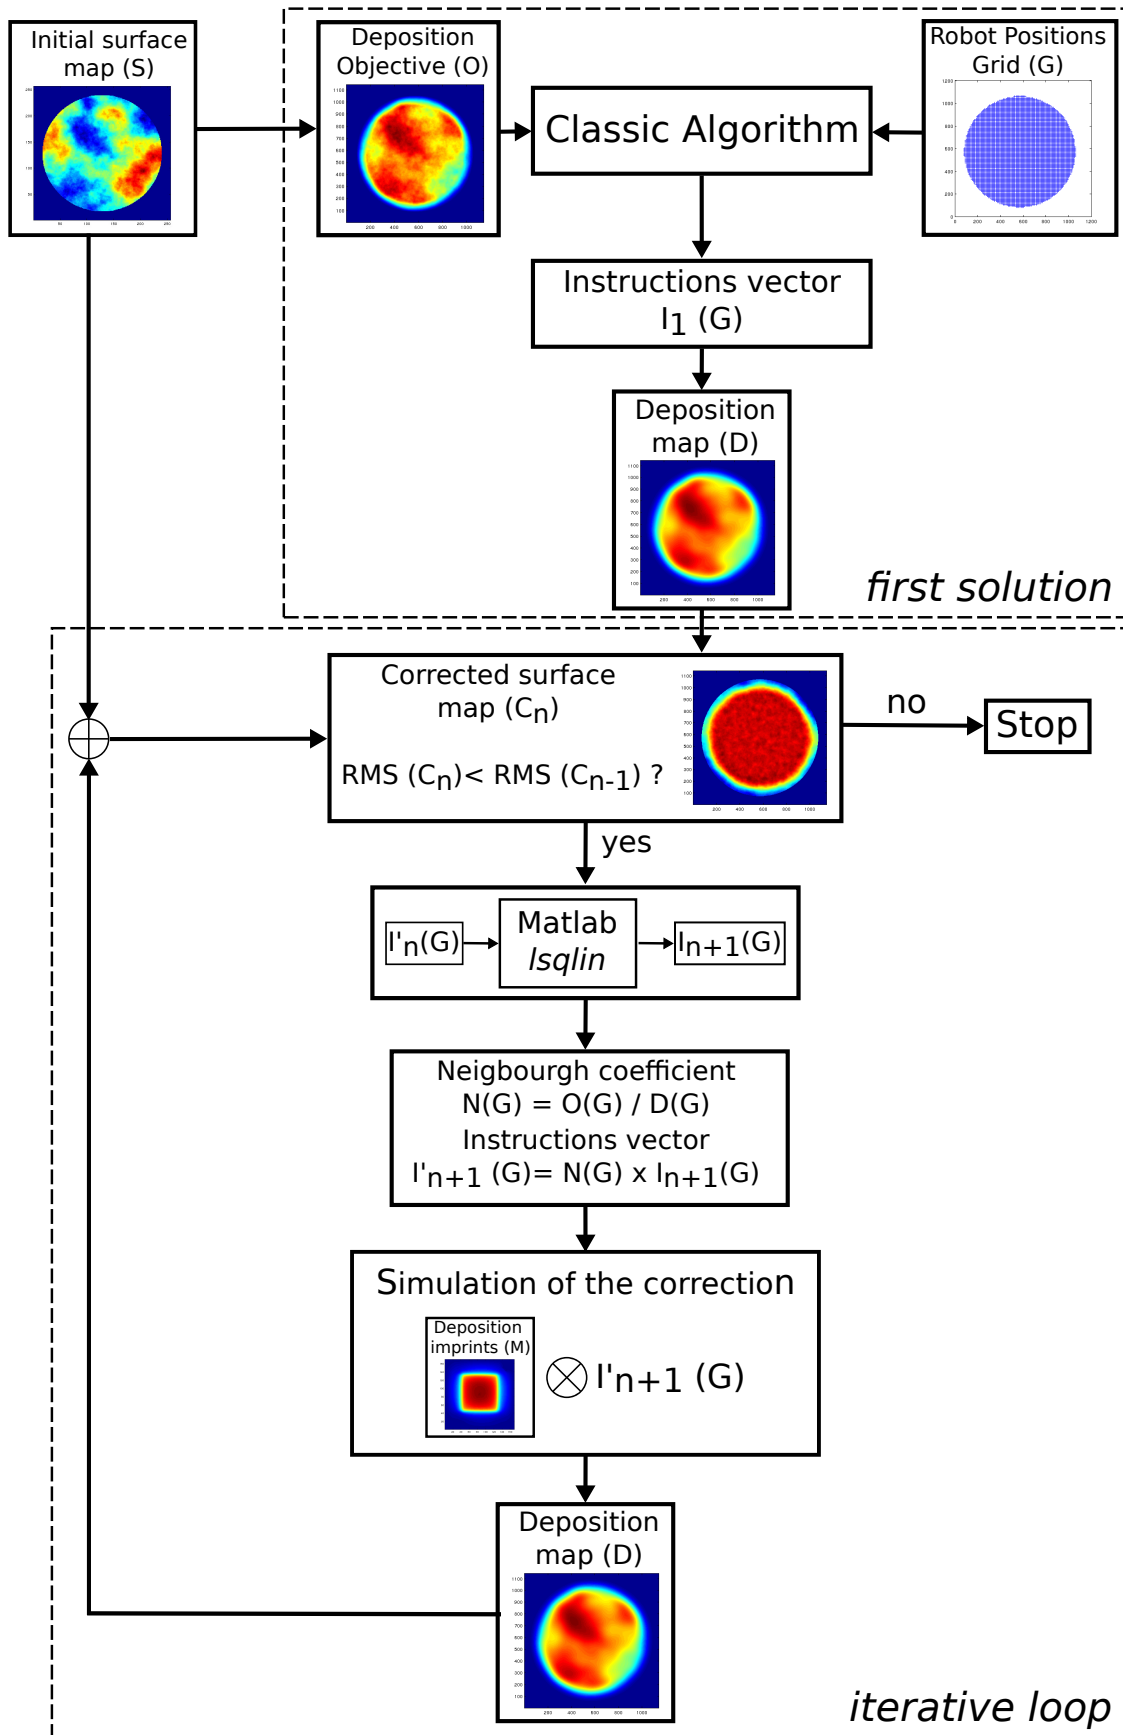 Initial surface
map (S)
Deposition
Objective (O)
Classic Algorithm
Robot Positions
Grid (G)
Instructions vector
I1 (G)
Deposition
map (D)
first solution
Corrected surface
map (Cn)
RMS (Cn)< RMS (Cn-1) ?
no
Stop
yes
I'n(G)
Matlab
lsqlin
In+1(G)
Neigbourgh coefficient
N(G) = O(G) / D(G)
Instructions vector
I'n+1 (G)= N(G) x In+1(G)
Simulation of the correction
Deposition
imprints (M)
I'n+1 (G)
Deposition
map (D)
iterative loop